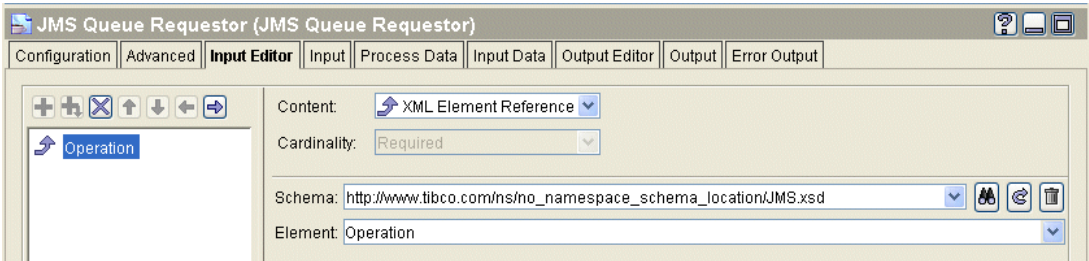 JMS Queue Requestor (JMS Queue Requestor)
Configuration Advanced Input Editor Input Process Data Input Data Output Editor Output Error Output
Content: XML Element Reference
Operation
Cardinality: Required
Schema: http://www.tibco.com/ns/no_namespace_schema_location/JMS.xsd
Element: Operation